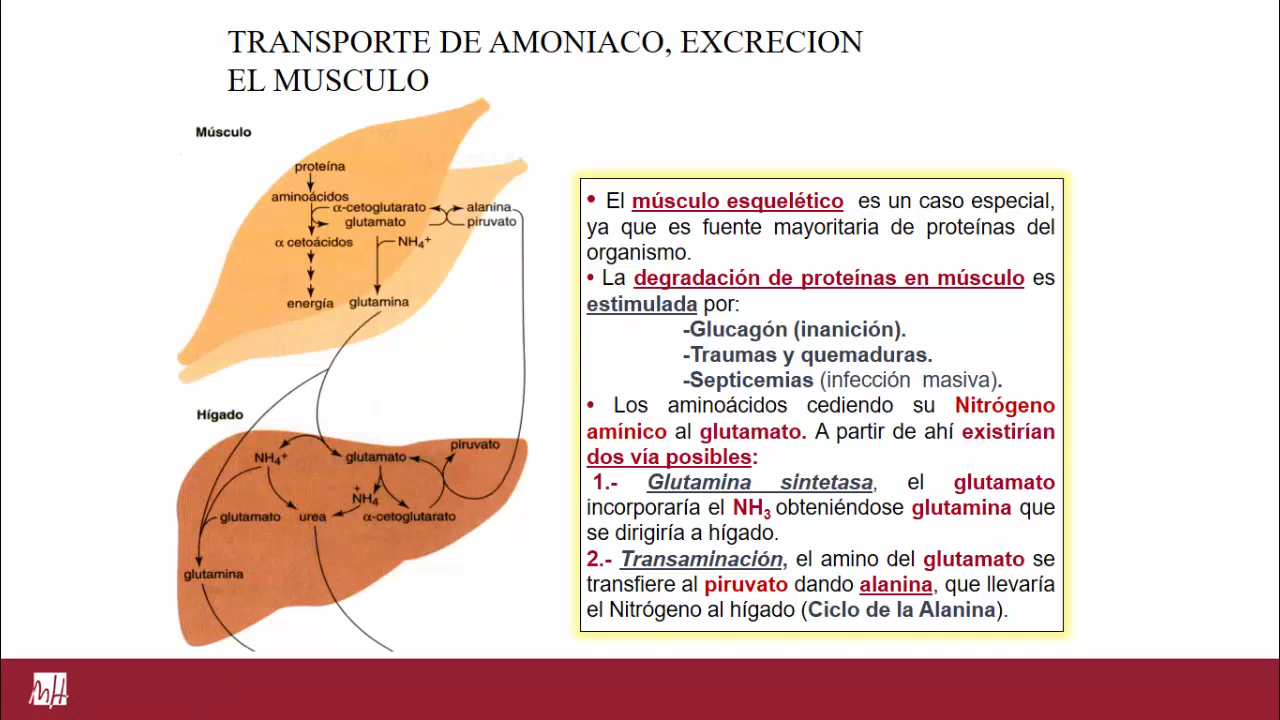 TRANSPORTE DE AMONIACO, EXCRECION
EL MUSCULO
Músculo
proteína
aminoácidos
α-cetoglutarato
alanina
glutamato
piruvato
α cetoácidos
NH₄⁺
energía
glutamina
Hígado
piruvato
NH₄⁺
glutamato
NH₄⁺
glutamato
urea
α-cetoglutarato
glutamina
• El músculo esquelético es un caso especial,
ya que es fuente mayoritaria de proteínas del
organismo.
• La degradación de proteínas en músculo es
estimulada por:
-Glucagón (inanición).
-Traumas y quemaduras.
-Septicemias (infección masiva).
• Los aminoácidos cediendo su Nitrógeno
amínico al glutamato. A partir de ahí existirían
dos vía posibles:
1.- Glutamina sintetasa, el glutamato
incorporaría el NH₃ obteniéndose glutamina que
se dirigiría a hígado.
2.- Transaminación, el amino del glutamato se
transfiere al piruvato dando alanina, que llevaría
el Nitrógeno al hígado (Ciclo de la Alanina).
MH